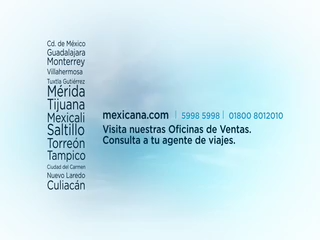 Cd. de México
Guadalajara
Monterrey
Villahermosa
Tuxtla Gutiérrez
Mérida
Tijuana
Mexicali
Saltillo
Torreón
Tampico
Ciudad del Carmen
Nuevo Laredo
Culiacán
mexicana.com | 5998 5998 | 01800 8012010
Visita nuestras Oficinas de Ventas.
Consulta a tu agente de viajes.